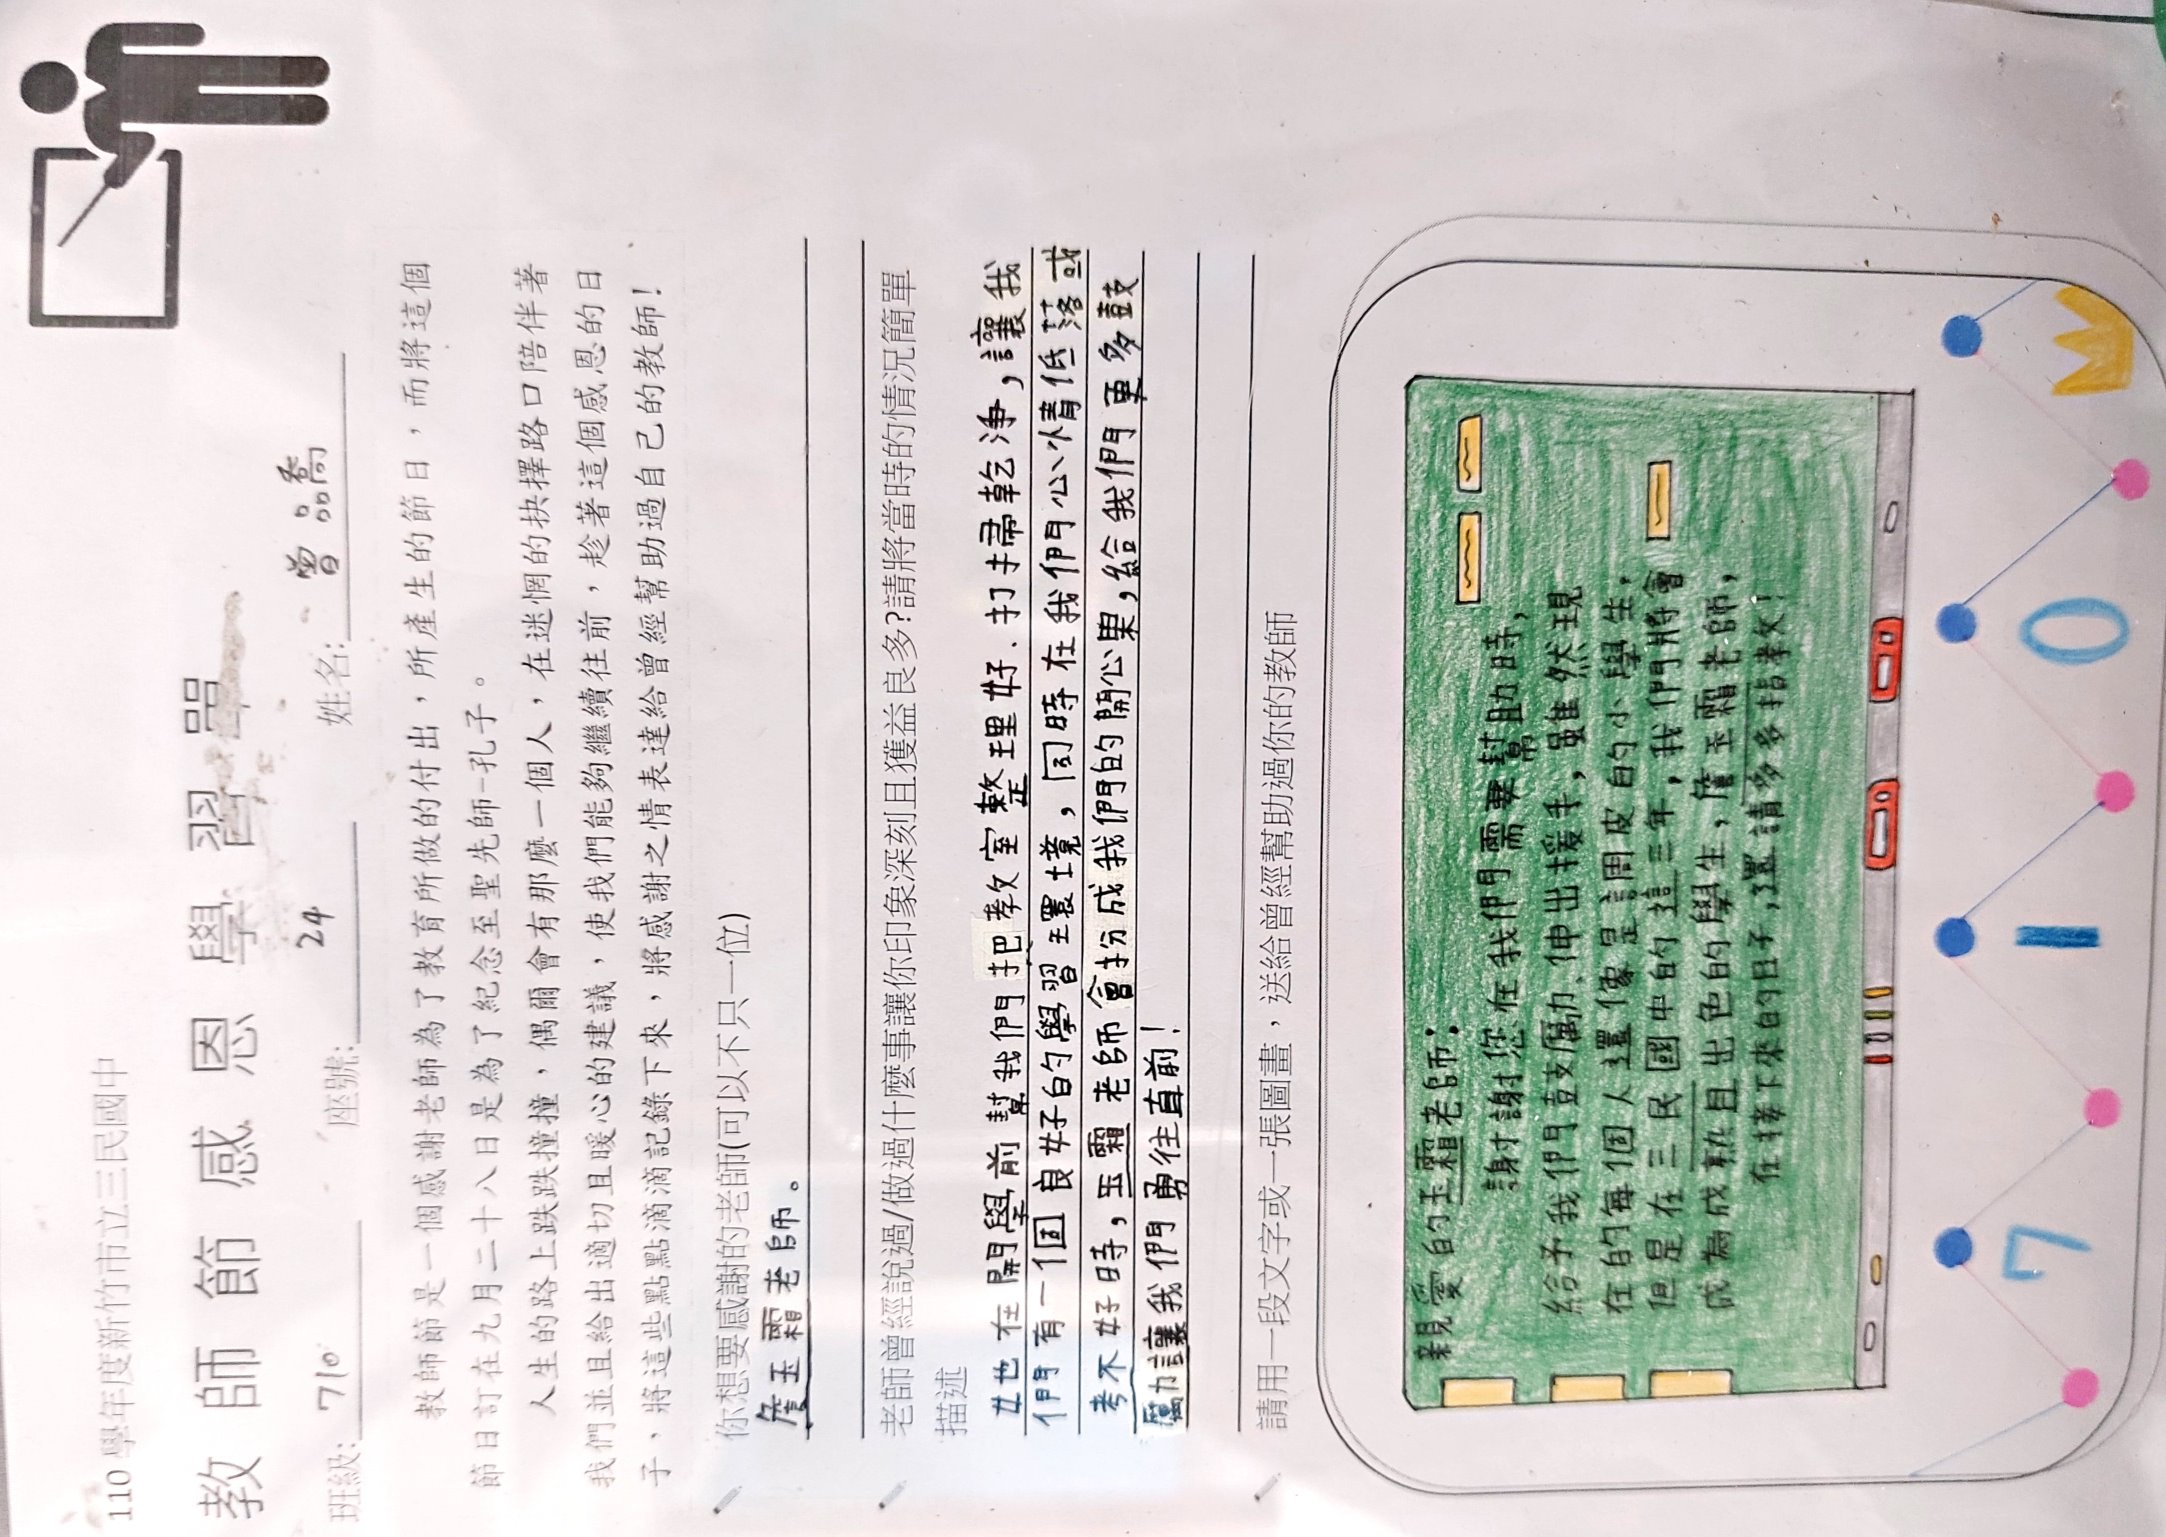 110 學年度新竹市立三民國中
教師節感恩學習單
班級: 710 座號: 24 姓名: 曾品喬
教師節是一個感謝老師為了教育所做的付出，所產生的節日，而將這個
節日訂在九月二十八日是為了紀念至聖先師-孔子。
人生的路上跌跌撞撞，偶爾會有那麼一個人，在迷惘的抉擇路口陪伴著
我們並且給出適切且暖心的建議，使我們能夠繼續往前，趁著這個感恩的日
子，將這些點點滴滴記錄下來，將感謝之情表達給曾經幫助過自己的教師!
你想要感謝的老師(可以不只一位)
詹玉霜老師。
老師曾經說過/做過什麼事讓你印象深刻且獲益良多?請將當時的情況簡單
描述
她在開學前幫我們把教室整理好、打掃乾淨，讓我
們有一個良好的學習環境，同時在我們心情低落或
考不好時，玉霜老師會扮成我們的開心果，給我們更多鼓
勵讓我們勇往直前！
請用一段文字或一張圖畫，送給曾經幫助過你的教師
親愛的玉霜老師：
謝謝您在我們需要幫助時，
給予我們鼓勵、伸出援手，雖然現
在的每個人還像是調皮的小學生，
但是在三民國中的這三年，我們將會
成為成熟且出色的學生，詹玉霜老師，
在接下來的日子，還請多多指教！
710